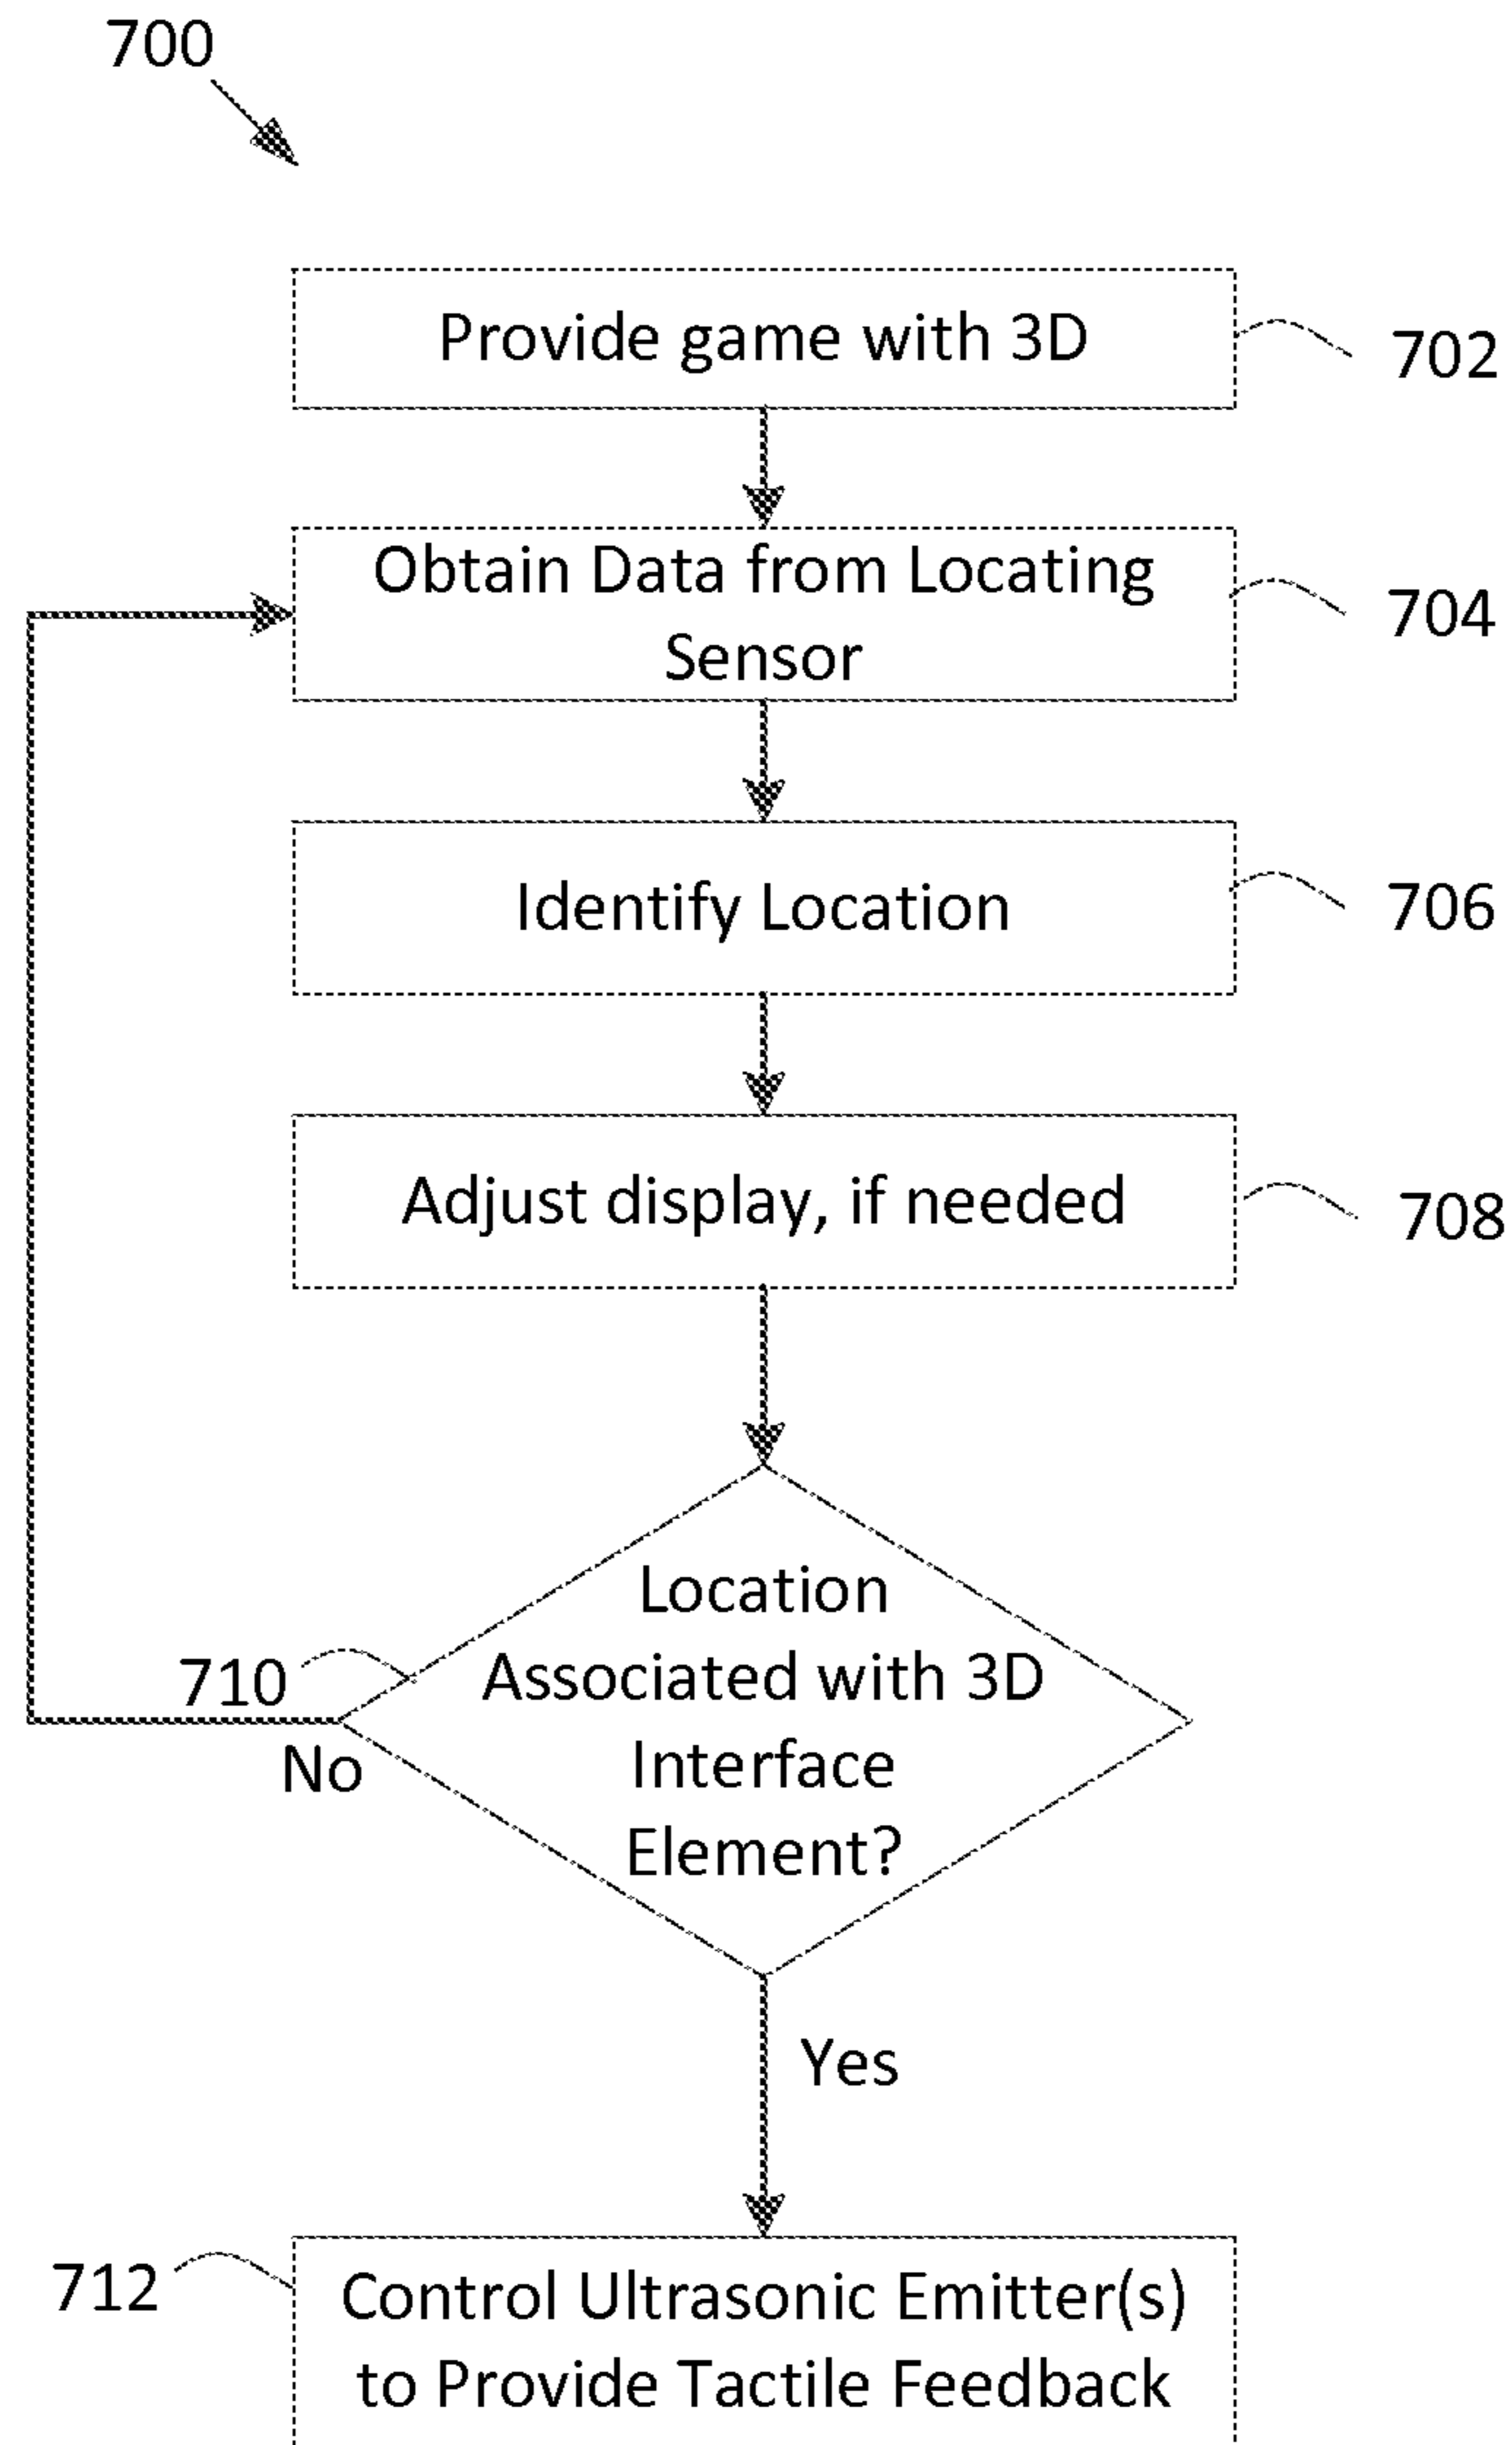 700
Provide game with 3D
702
Obtain Data from Locating
Sensor
704
Identify Location
706
Adjust display, if needed
708
Location
Associated with 3D
Interface
Element?
710
No
Yes
712
Control Ultrasonic Emitter(s)
to Provide Tactile Feedback